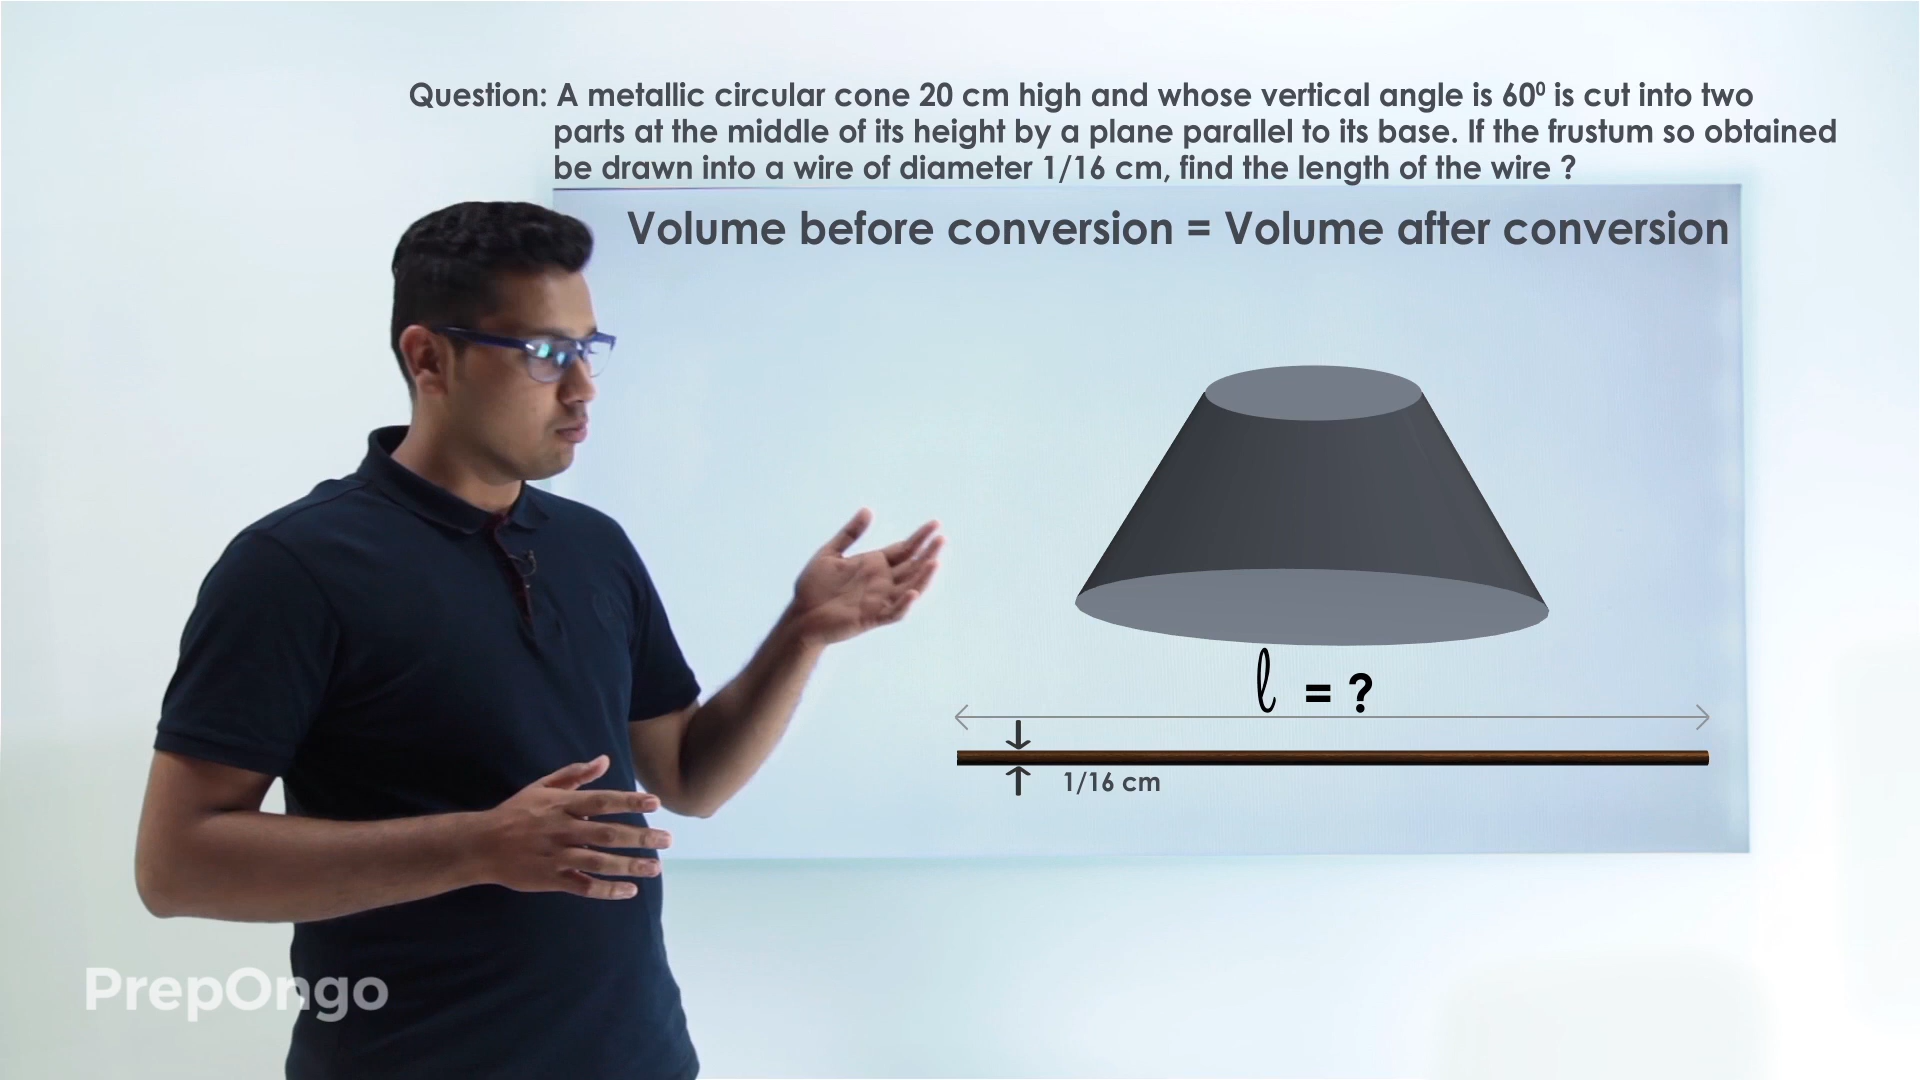 Question: A metallic circular cone 20 cm high and whose vertical angle is 60⁰ is cut into two
parts at the middle of its height by a plane parallel to its base. If the frustum so obtained
be drawn into a wire of diameter 1/16 cm, find the length of the wire ?
Volume before conversion = Volume after conversion
ℓ = ?
1/16 cm
PrepOngo